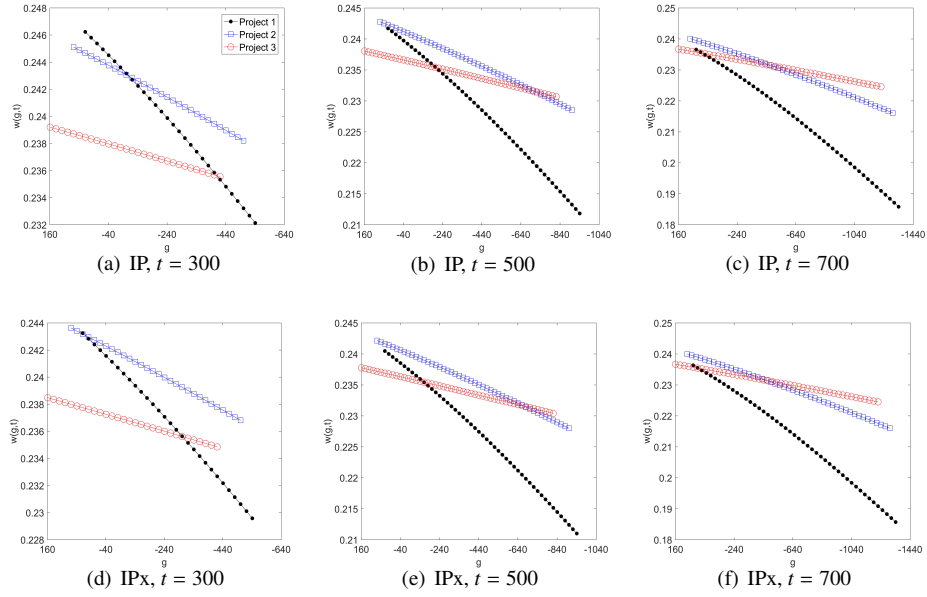 0.248
0.246
0.244
0.242
0.24
0.238
0.236
0.234
0.232
w(g,t)
160 -40 -240 -440 -640
g
Project 1
Project 2
Project 3
(a) IP, t = 300
0.245
0.24
0.235
0.23
0.225
0.22
0.215
0.21
w(g,t)
160 -40 -240 -440 -640 -840 -1040
g
(b) IP, t = 500
0.25
0.24
0.23
0.22
0.21
0.2
0.19
0.18
w(g,t)
160 -240 -640 -1040 -1440
g
(c) IP, t = 700
0.244
0.242
0.24
0.238
0.236
0.234
0.232
0.23
0.228
w(g,t)
160 -40 -240 -440 -640
g
(d) IPx, t = 300
0.245
0.24
0.235
0.23
0.225
0.22
0.215
0.21
w(g,t)
160 -40 -240 -440 -640 -840 -1040
g
(e) IPx, t = 500
0.25
0.24
0.23
0.22
0.21
0.2
0.19
0.18
w(g,t)
160 -240 -640 -1040 -1440
g
(f) IPx, t = 700